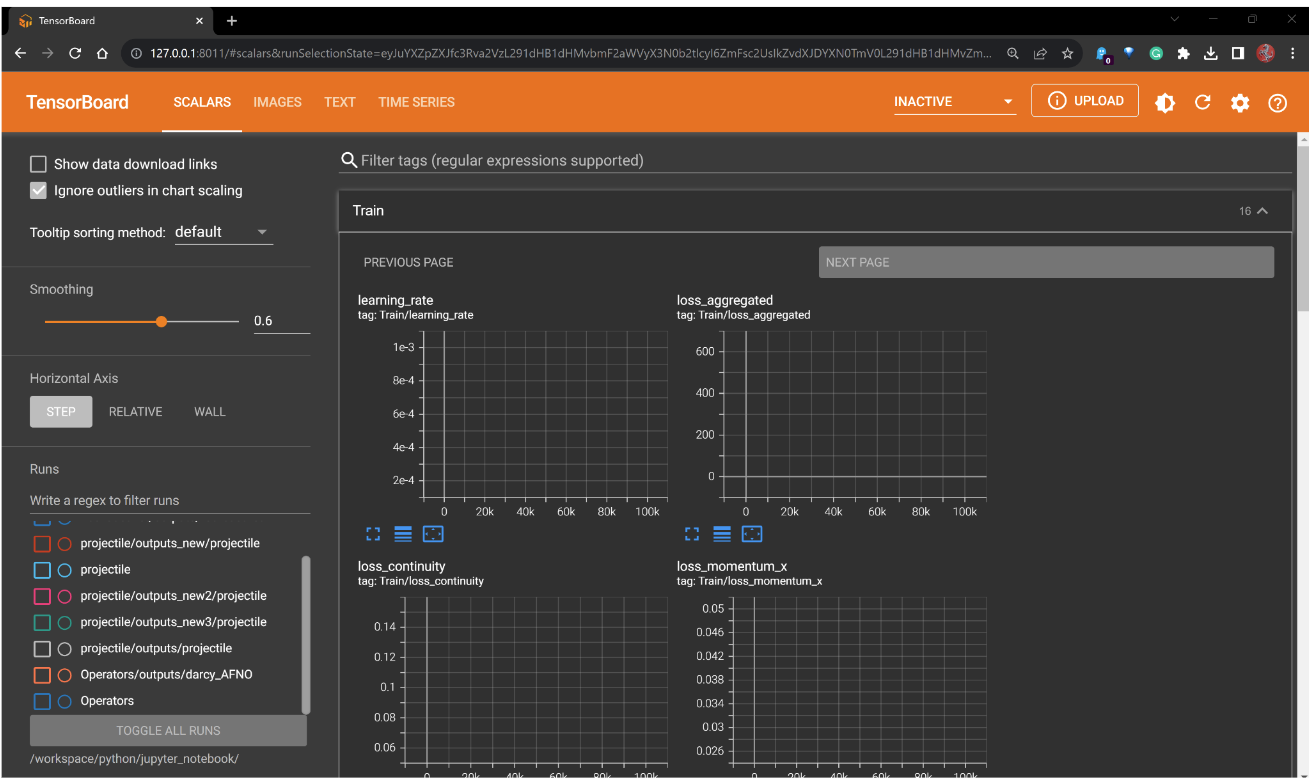 TensorBoard
127.0.0.1:8011/#scalars&runSelectionState=eyJuYXZpZXJfc3Rva2VzL291dHB1dHMvbmF2aWVyX3N0b2tlcyI6ZmFsc2UsIkZvdXJDYXN0TmV0L291dHB1dHMvZm...
0
TensorBoard SCALARS IMAGES TEXT TIME SERIES INACTIVE UPLOAD
Show data download links
Ignore outliers in chart scaling
Tooltip sorting method: default
Smoothing
0.6
Horizontal Axis
STEP RELATIVE WALL
Runs
Write a regex to filter runs
projectile/outputs_new/projectile
projectile
projectile/outputs_new2/projectile
projectile/outputs_new3/projectile
projectile/outputs/projectile
Operators/outputs/darcy_AFNO
Operators
TOGGLE ALL RUNS
/workspace/python/jupyter_notebook/
Filter tags (regular expressions supported)
Train 16
PREVIOUS PAGE NEXT PAGE
learning_rate
tag: Train/learning_rate
1e-3
8e-4
6e-4
4e-4
2e-4
0 20k 40k 60k 80k 100k
loss_aggregated
tag: Train/loss_aggregated
600
400
200
0
0 20k 40k 60k 80k 100k
loss_continuity
tag: Train/loss_continuity
0.14
0.12
0.1
0.08
0.06
0 20k 40k 60k 80k 100k
loss_momentum_x
tag: Train/loss_momentum_x
0.05
0.046
0.042
0.038
0.034
0.03
0.026
0 20k 40k 60k 80k 100k